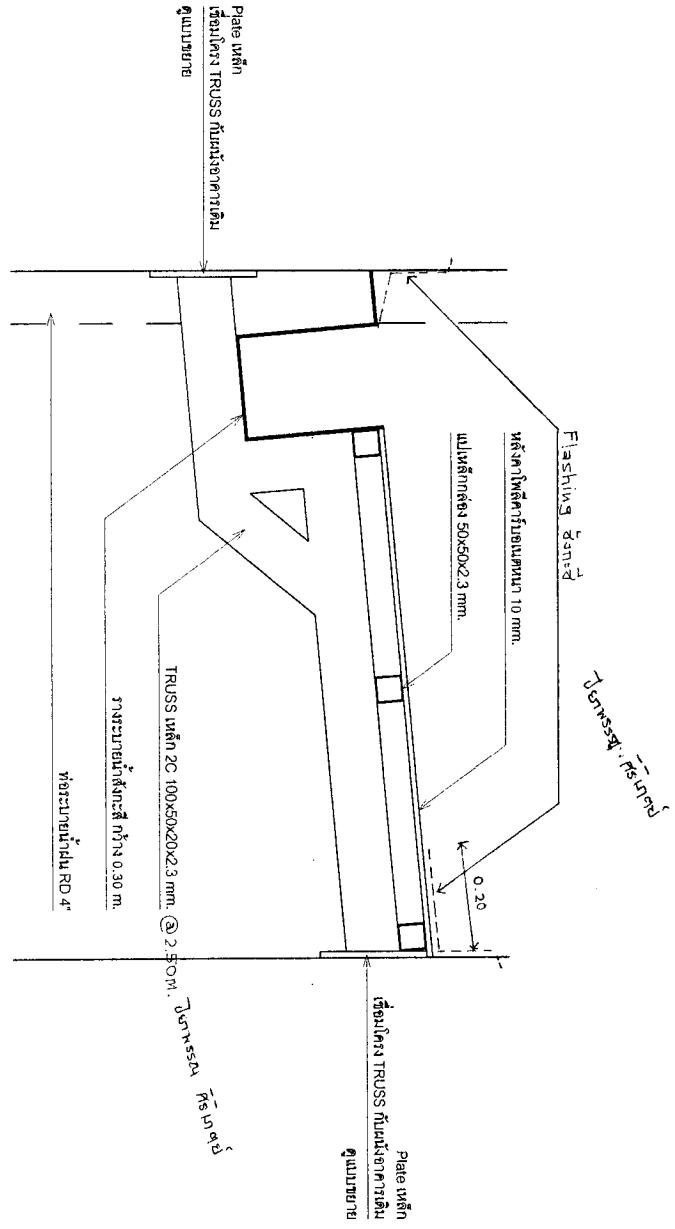 Plate เหล็ก
เชื่อมโครง TRUSS กับผนังอาคารเดิม
ดูแบบขยาย
Flashing สังกะสี
หลังคาโพลีคาร์บอเนตหนา 10 mm.
แปเหล็กกล่อง 50x50x2.3 mm.
0.20
TRUSS เหล็ก 2C 100x50x20x2.3 mm. @ 2.50 m.
รางระบายน้ำสังกะสี กว้าง 0.30 m.
ท่อระบายน้ำฝน RD 4"
Plate เหล็ก
เชื่อมโครง TRUSS กับผนังอาคารเดิม
ดูแบบขยาย